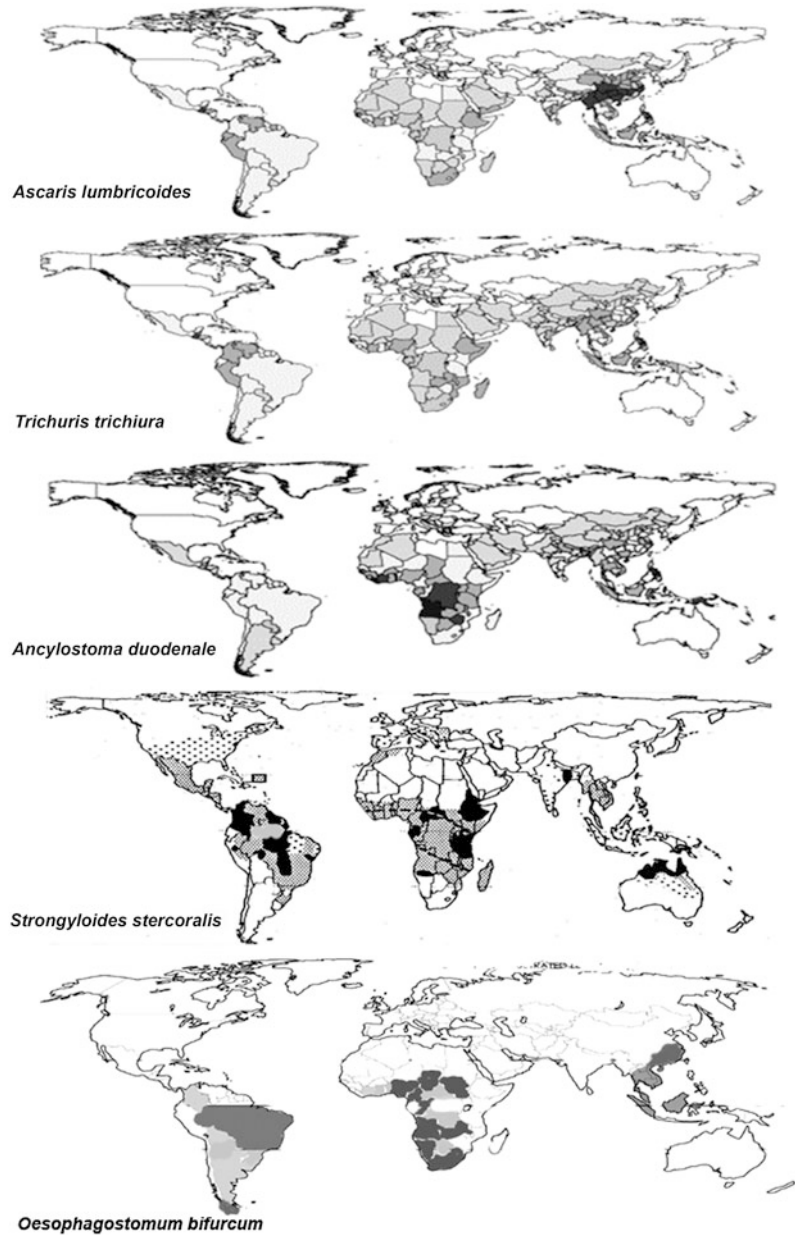 Ascaris lumbricoides
Trichuris trichiura
Ancylostoma duodenale
Strongyloides stercoralis
Oesophagostomum bifurcum